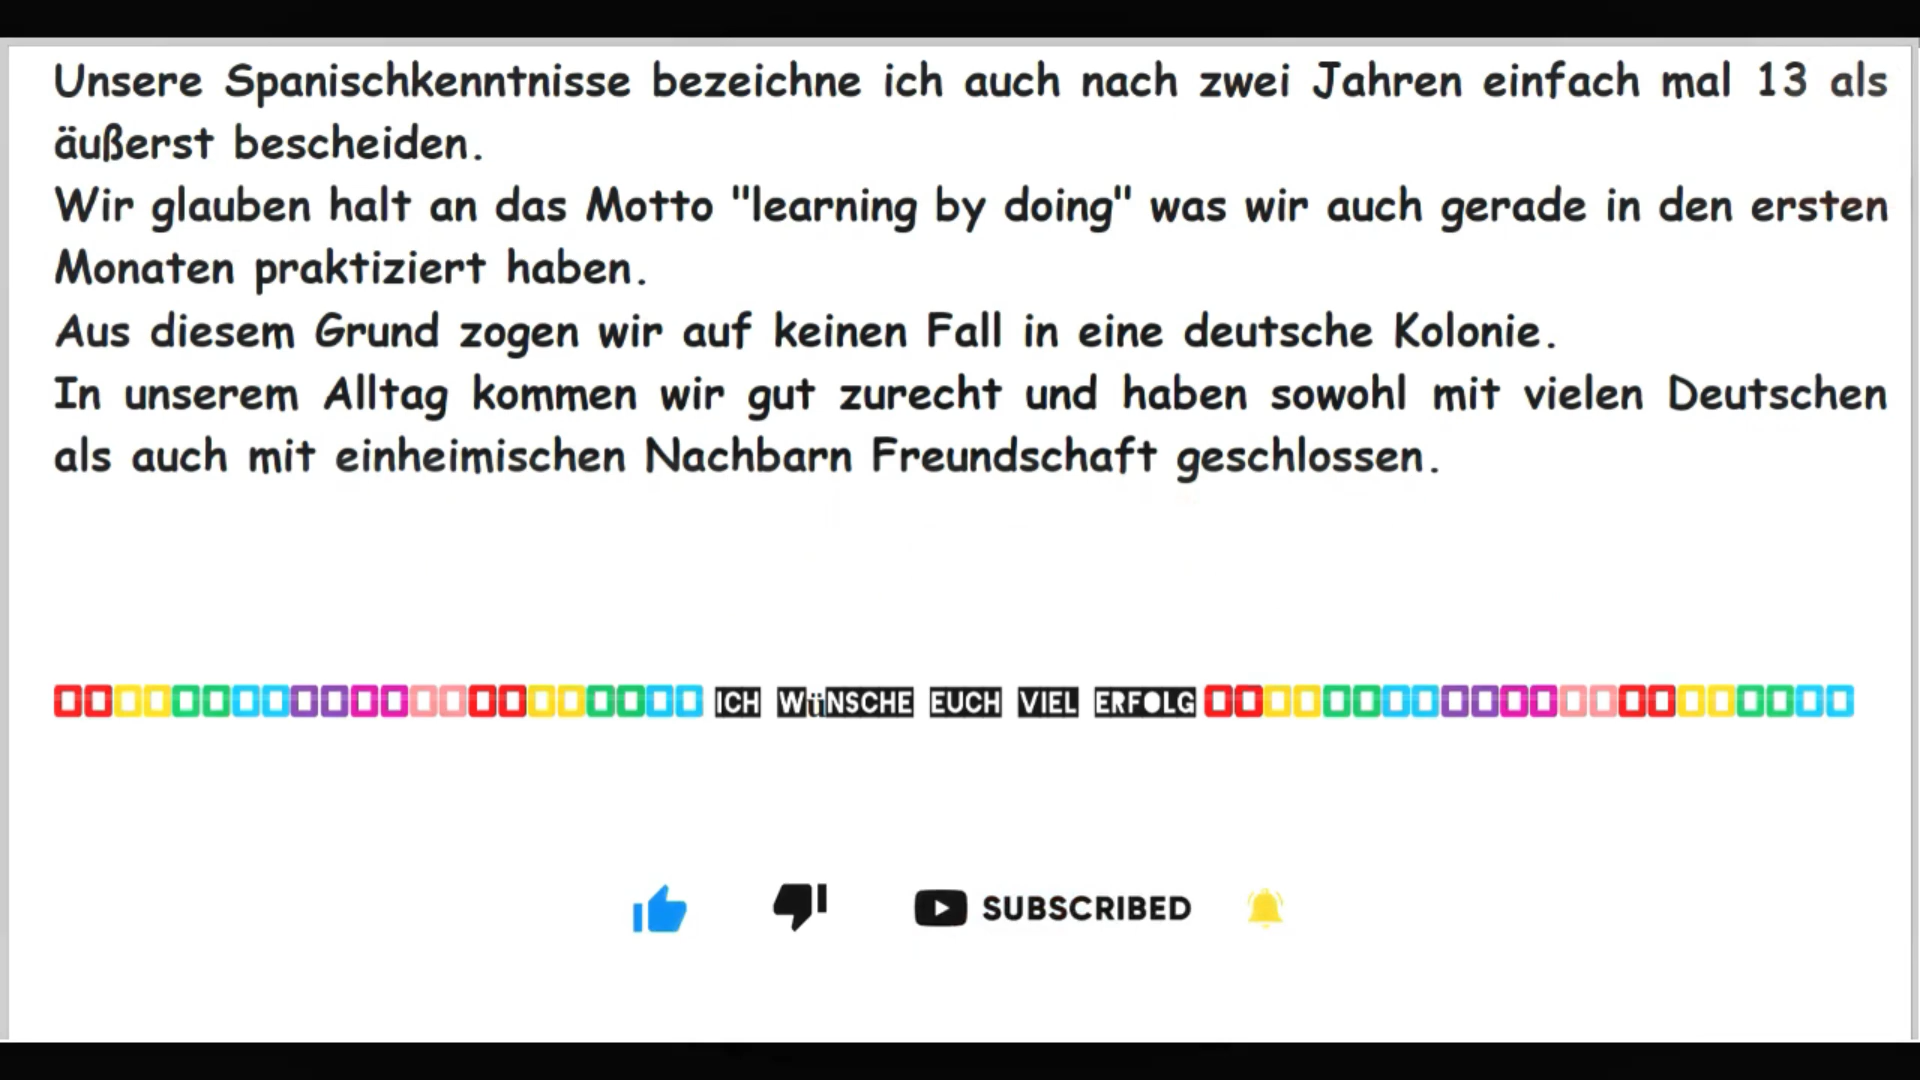 Unsere Spanischkenntnisse bezeichne ich auch nach zwei Jahren einfach mal 13 als
äußerst bescheiden.
Wir glauben halt an das Motto "learning by doing" was wir auch gerade in den ersten
Monaten praktiziert haben.
Aus diesem Grund zogen wir auf keinen Fall in eine deutsche Kolonie.
In unserem Alltag kommen wir gut zurecht und haben sowohl mit vielen Deutschen
als auch mit einheimischen Nachbarn Freundschaft geschlossen.
ICH WüNSCHE EUCH VIEL ERFOLG
SUBSCRIBED